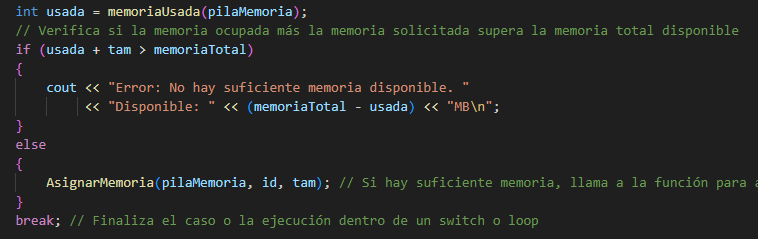 int usada = memoriaUsada(pilaMemoria);
// Verifica si la memoria ocupada más la memoria solicitada supera la memoria total disponible
if (usada + tam > memoriaTotal)
{
    cout << "Error: No hay suficiente memoria disponible. "
         << "Disponible: " << (memoriaTotal - usada) << "MB\n";
}
else
{
    AsignarMemoria(pilaMemoria, id, tam); // Si hay suficiente memoria, llama a la función para a
}
break; // Finaliza el caso o la ejecución dentro de un switch o loop